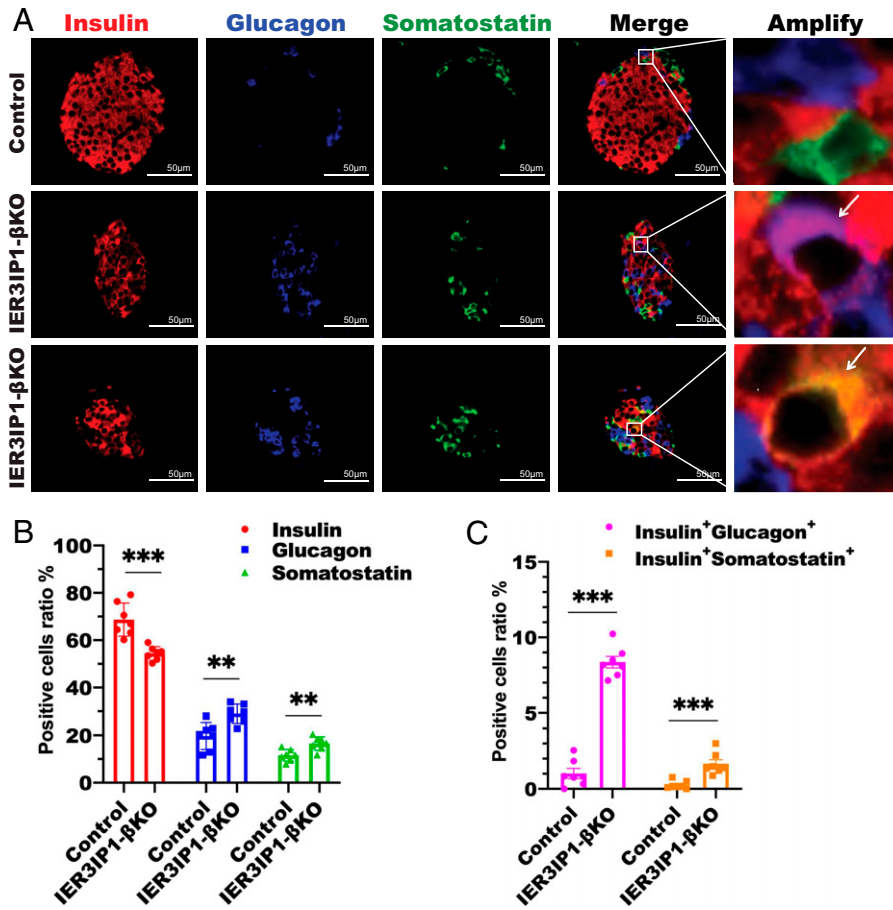 A
Insulin Glucagon Somatostatin Merge Amplify
Control
50μm 50μm 50μm 50μm
IER3IP1-βKO
50μm 50μm 50μm 50μm
IER3IP1-βKO
50μm 50μm 50μm 50μm
B
Insulin
Glucagon
Somatostatin
Positive cells ratio %
100
80
60
40
20
0
***
**
**
Control
IER3IP1-βKO
Control
IER3IP1-βKO
Control
IER3IP1-βKO
C
Insulin⁺Glucagon⁺
Insulin⁺Somatostatin⁺
Positive cells ratio %
15
10
5
0
***
***
Control
IER3IP1-βKO
Control
IER3IP1-βKO